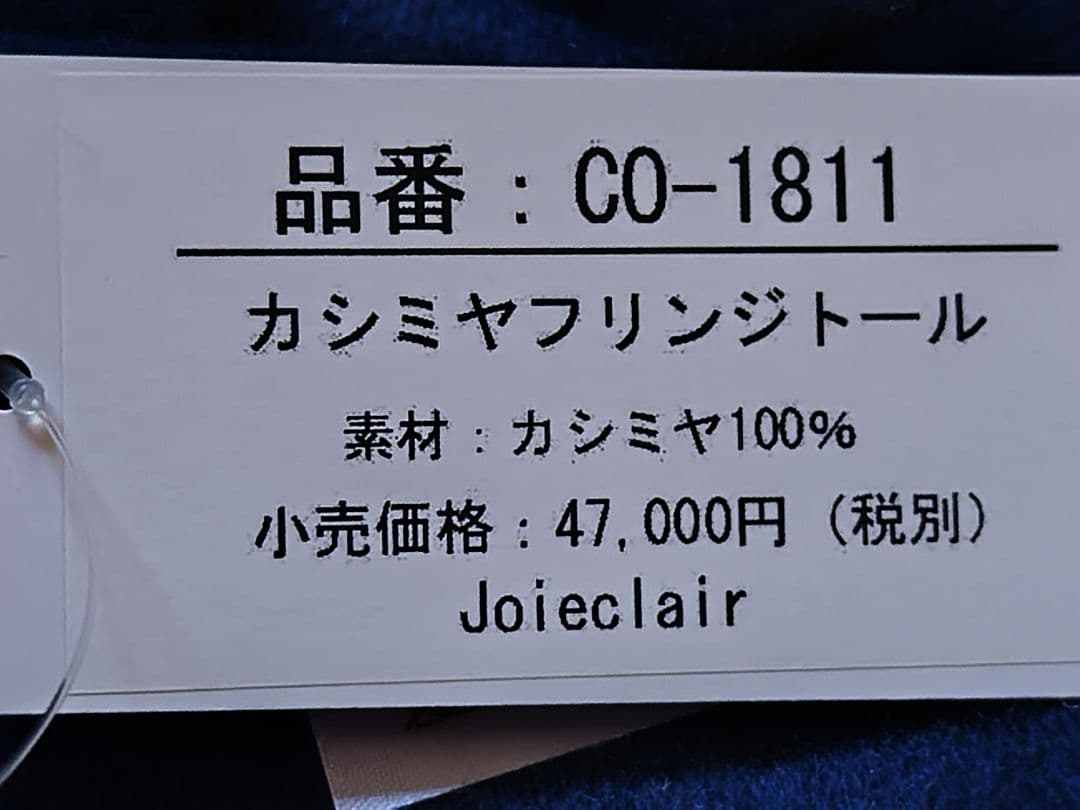 品番：CO-1811
カシミヤフリンジトール
素材：カシミヤ100%
小売価格：47,000円（税別）
Joieclair